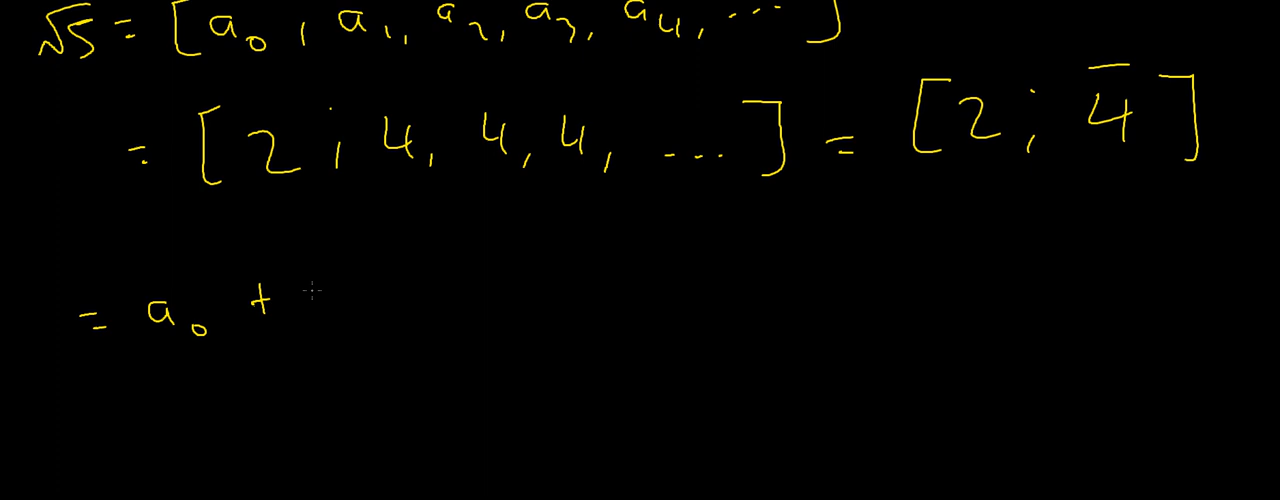 √5 = [a₀, a₁, a₂, a₃, a₄, ...]
= [2; 4, 4, 4, ...] = [2; 4̅]
= a₀ +